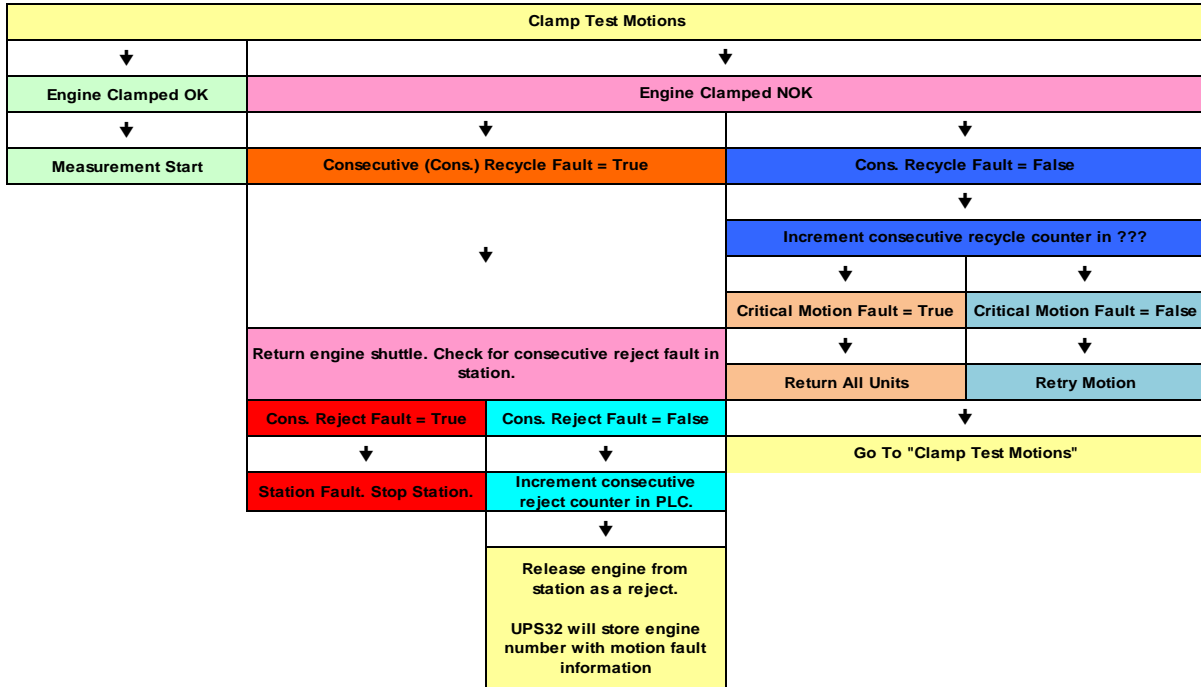 Clamp Test Motions
Engine Clamped OK
Engine Clamped NOK
Measurement Start
Consecutive (Cons.) Recycle Fault = True
Cons. Recycle Fault = False
Increment consecutive recycle counter in ???
Critical Motion Fault = True
Critical Motion Fault = False
Return engine shuttle. Check for consecutive reject fault in
station.
Return All Units
Retry Motion
Cons. Reject Fault = True
Cons. Reject Fault = False
Go To "Clamp Test Motions"
Station Fault. Stop Station.
Increment consecutive
reject counter in PLC.
Release engine from
station as a reject.
UPS32 will store engine
number with motion fault
information